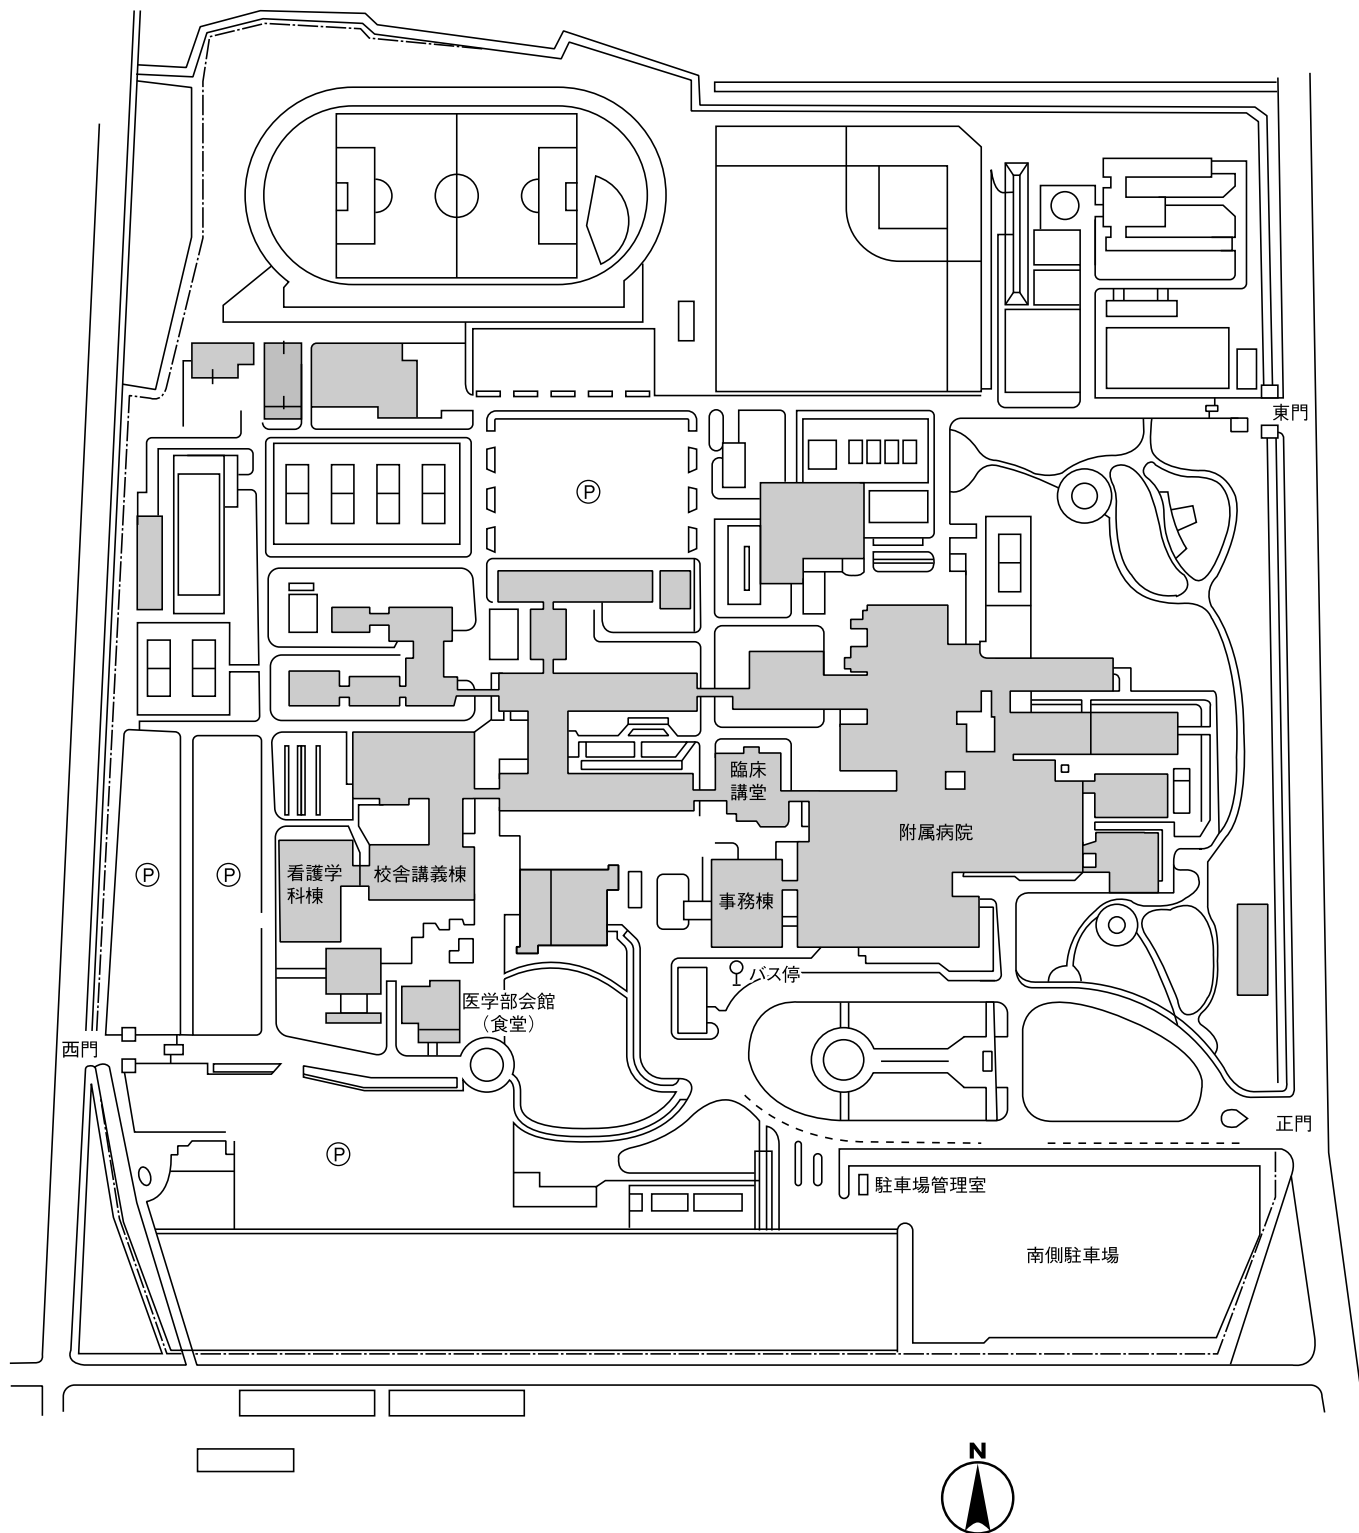 東門
Ⓟ
臨床
講堂
附属病院
Ⓟ
Ⓟ
看護学
科棟
校舎講義棟
事務棟
バス停
医学部会館
（食堂）
西門
正門
Ⓟ
駐車場管理室
南側駐車場
N